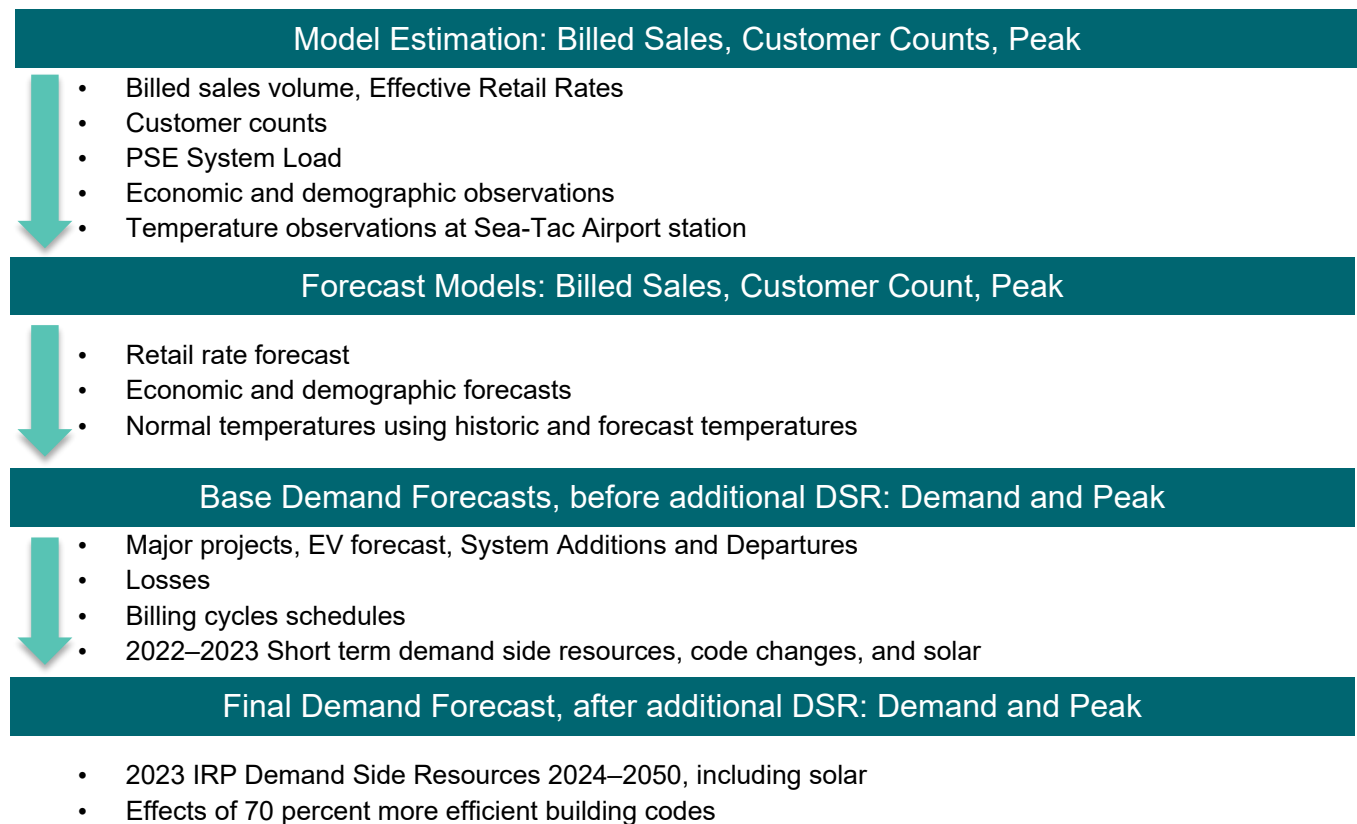 Model Estimation: Billed Sales, Customer Counts, Peak
• Billed sales volume, Effective Retail Rates
• Customer counts
• PSE System Load
• Economic and demographic observations
• Temperature observations at Sea-Tac Airport station
Forecast Models: Billed Sales, Customer Count, Peak
• Retail rate forecast
• Economic and demographic forecasts
• Normal temperatures using historic and forecast temperatures
Base Demand Forecasts, before additional DSR: Demand and Peak
• Major projects, EV forecast, System Additions and Departures
• Losses
• Billing cycles schedules
• 2022–2023 Short term demand side resources, code changes, and solar
Final Demand Forecast, after additional DSR: Demand and Peak
• 2023 IRP Demand Side Resources 2024–2050, including solar
• Effects of 70 percent more efficient building codes